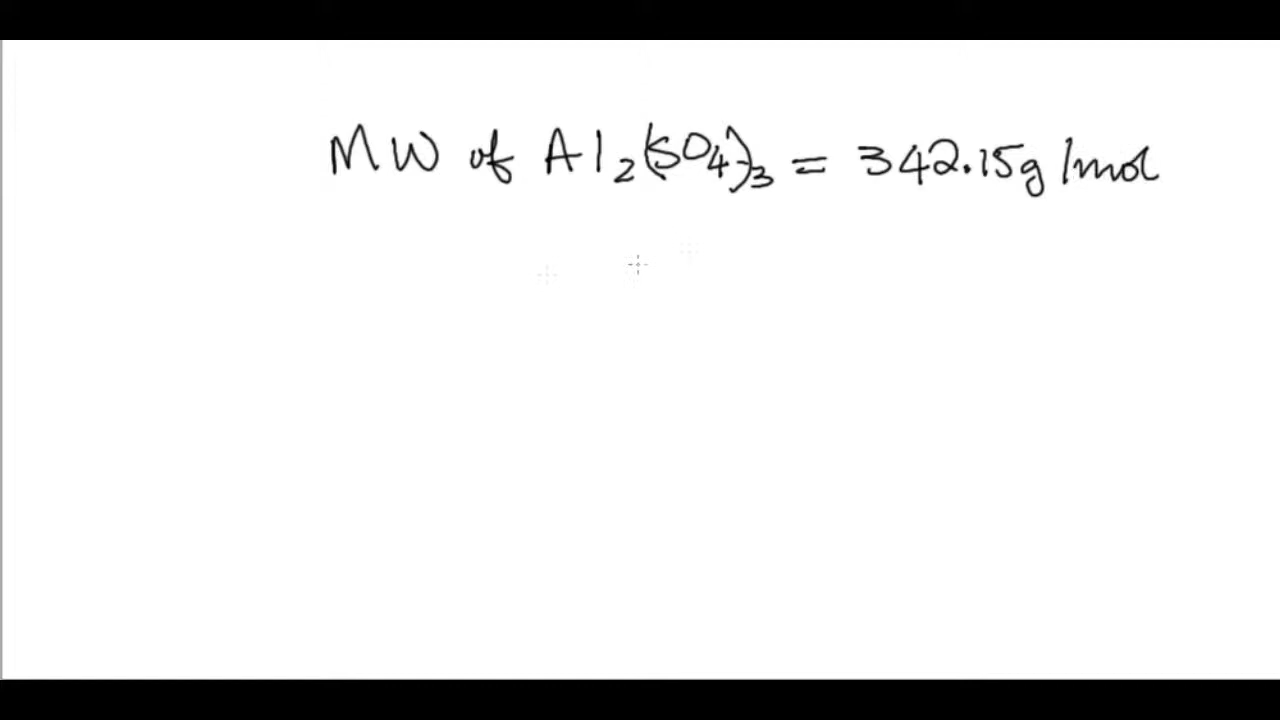 MW of Al₂(SO₄)₃ = 342.15g/mol